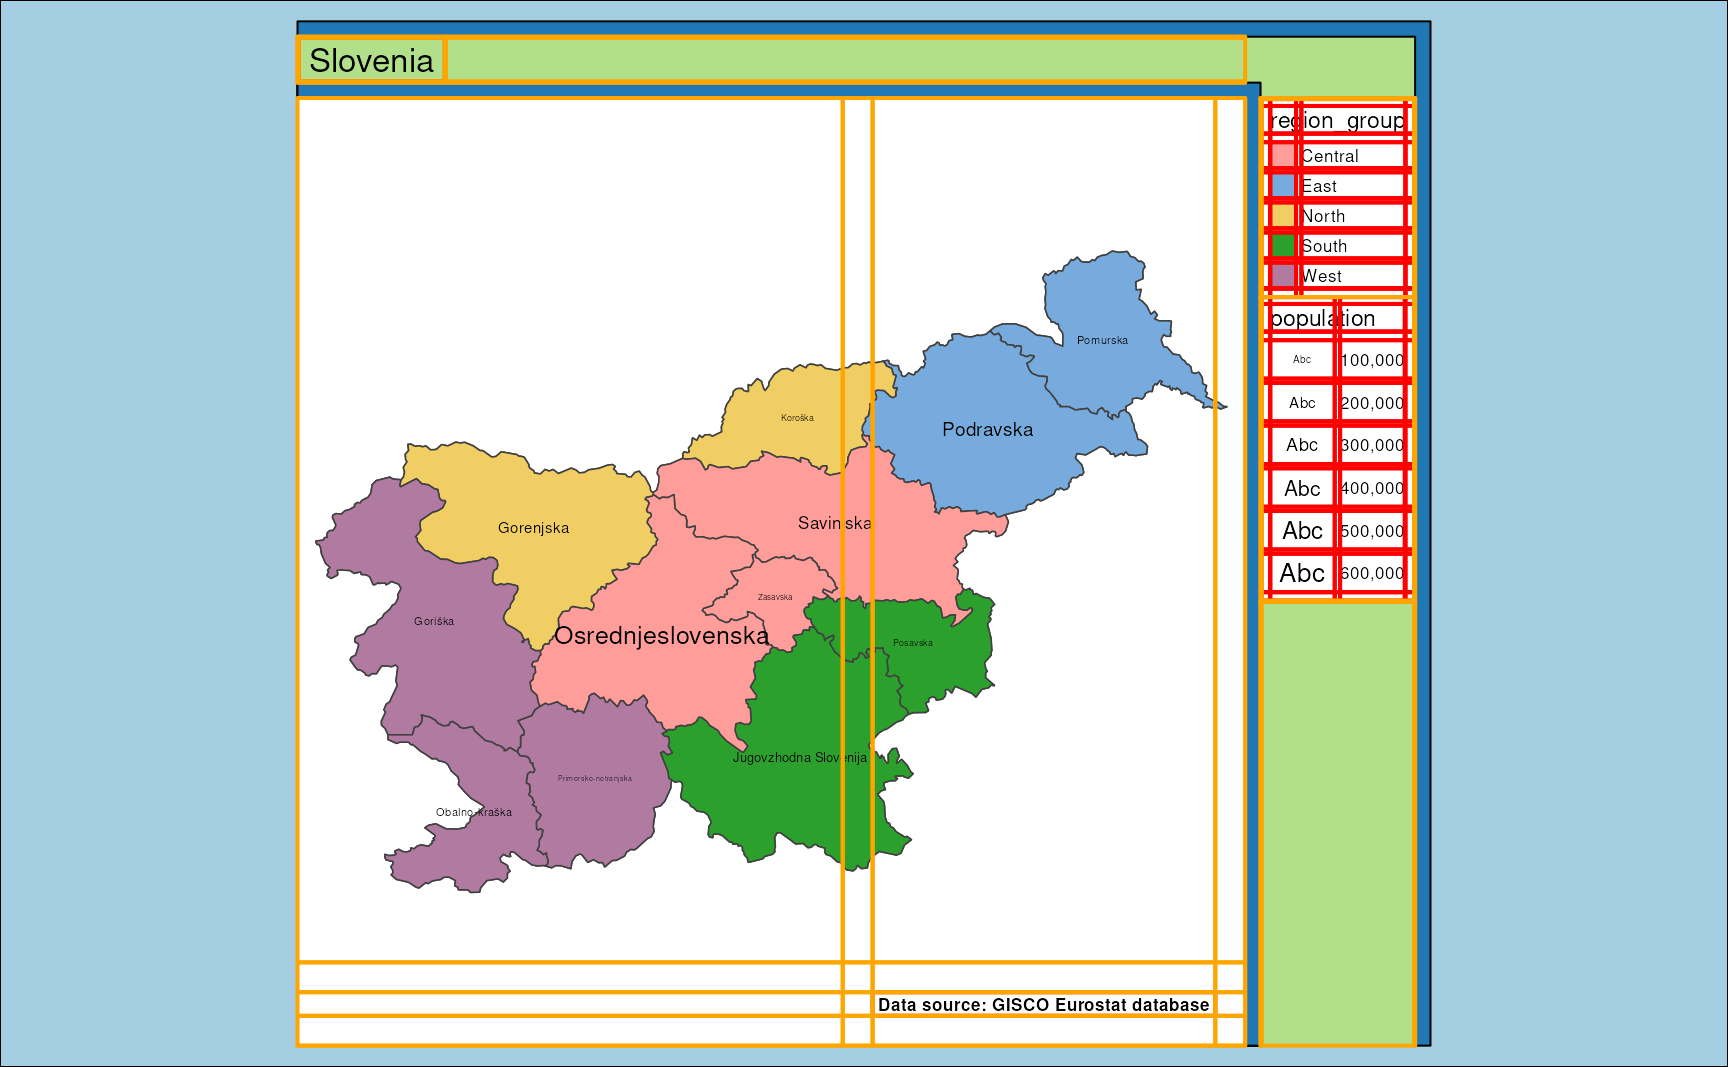 Slovenia
region_group
Central
East
North
South
West
population
Abc 100,000
Abc 200,000
Abc 300,000
Abc 400,000
Abc 500,000
Abc 600,000
Pomurska
Koroška
Podravska
Gorenjska
Savinjska
Zasavska
Goriška
Osrednjeslovenska
Posavska
Jugovzhodna Slovenija
Primorsko-notranjska
Obalno-kraška
Data source: GISCO Eurostat database